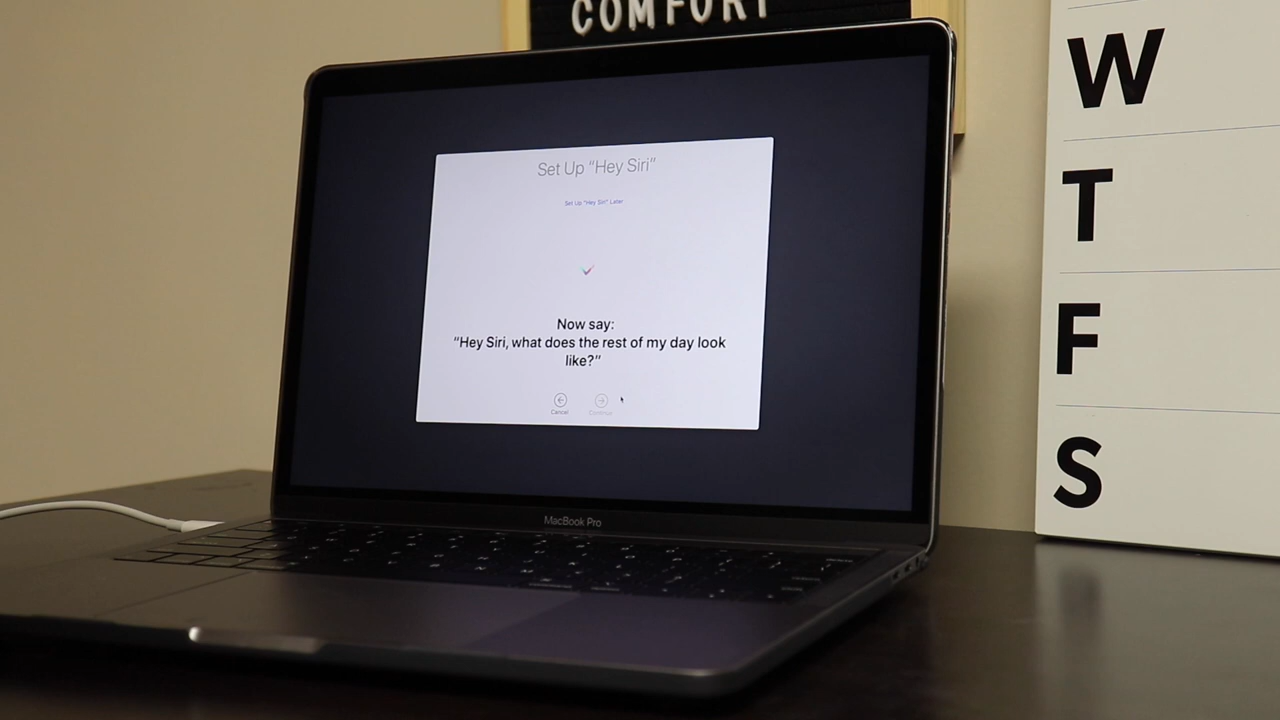 COMFORT
Set Up “Hey Siri”
Set Up “Hey Siri” Later
Now say:
“Hey Siri, what does the rest of my day look
like?”
Cancel
Continue
MacBook Pro
W
T
F
S